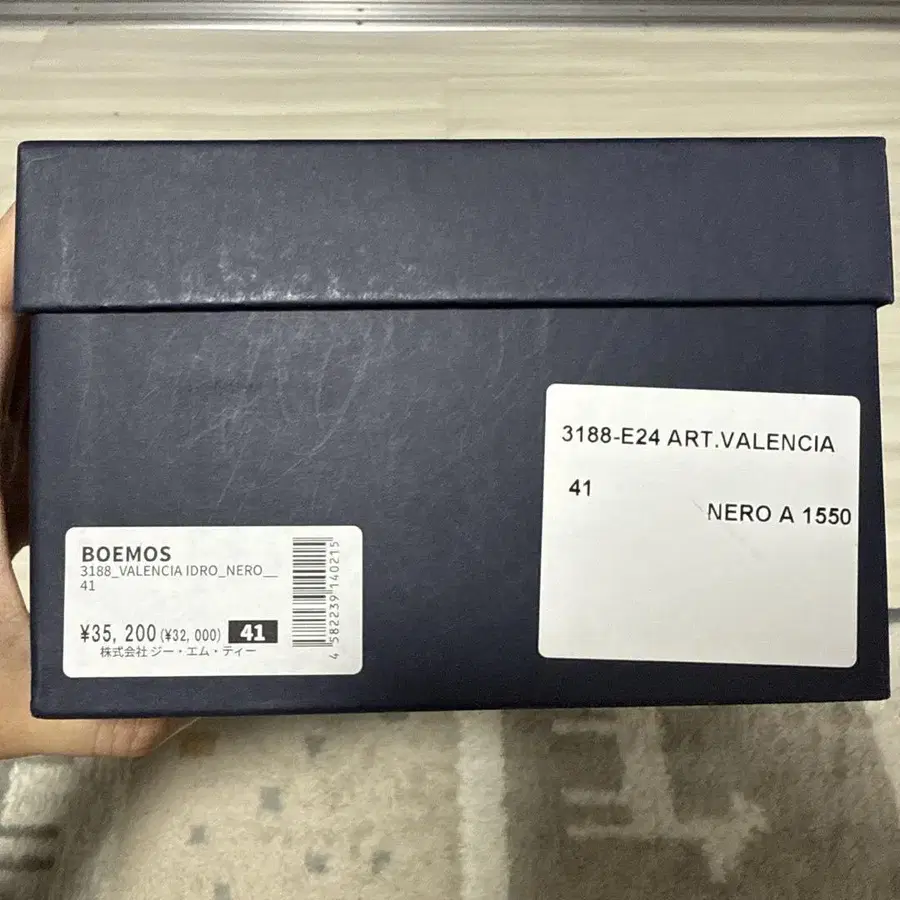 BOEMOS
3188_VALENCIA IDRO_NERO__
41
¥35, 200 (¥32, 000) 41
株式会社 ジー・エム・ティー
4 582239 140215
3188-E24 ART.VALENCIA
41
NERO A 1550